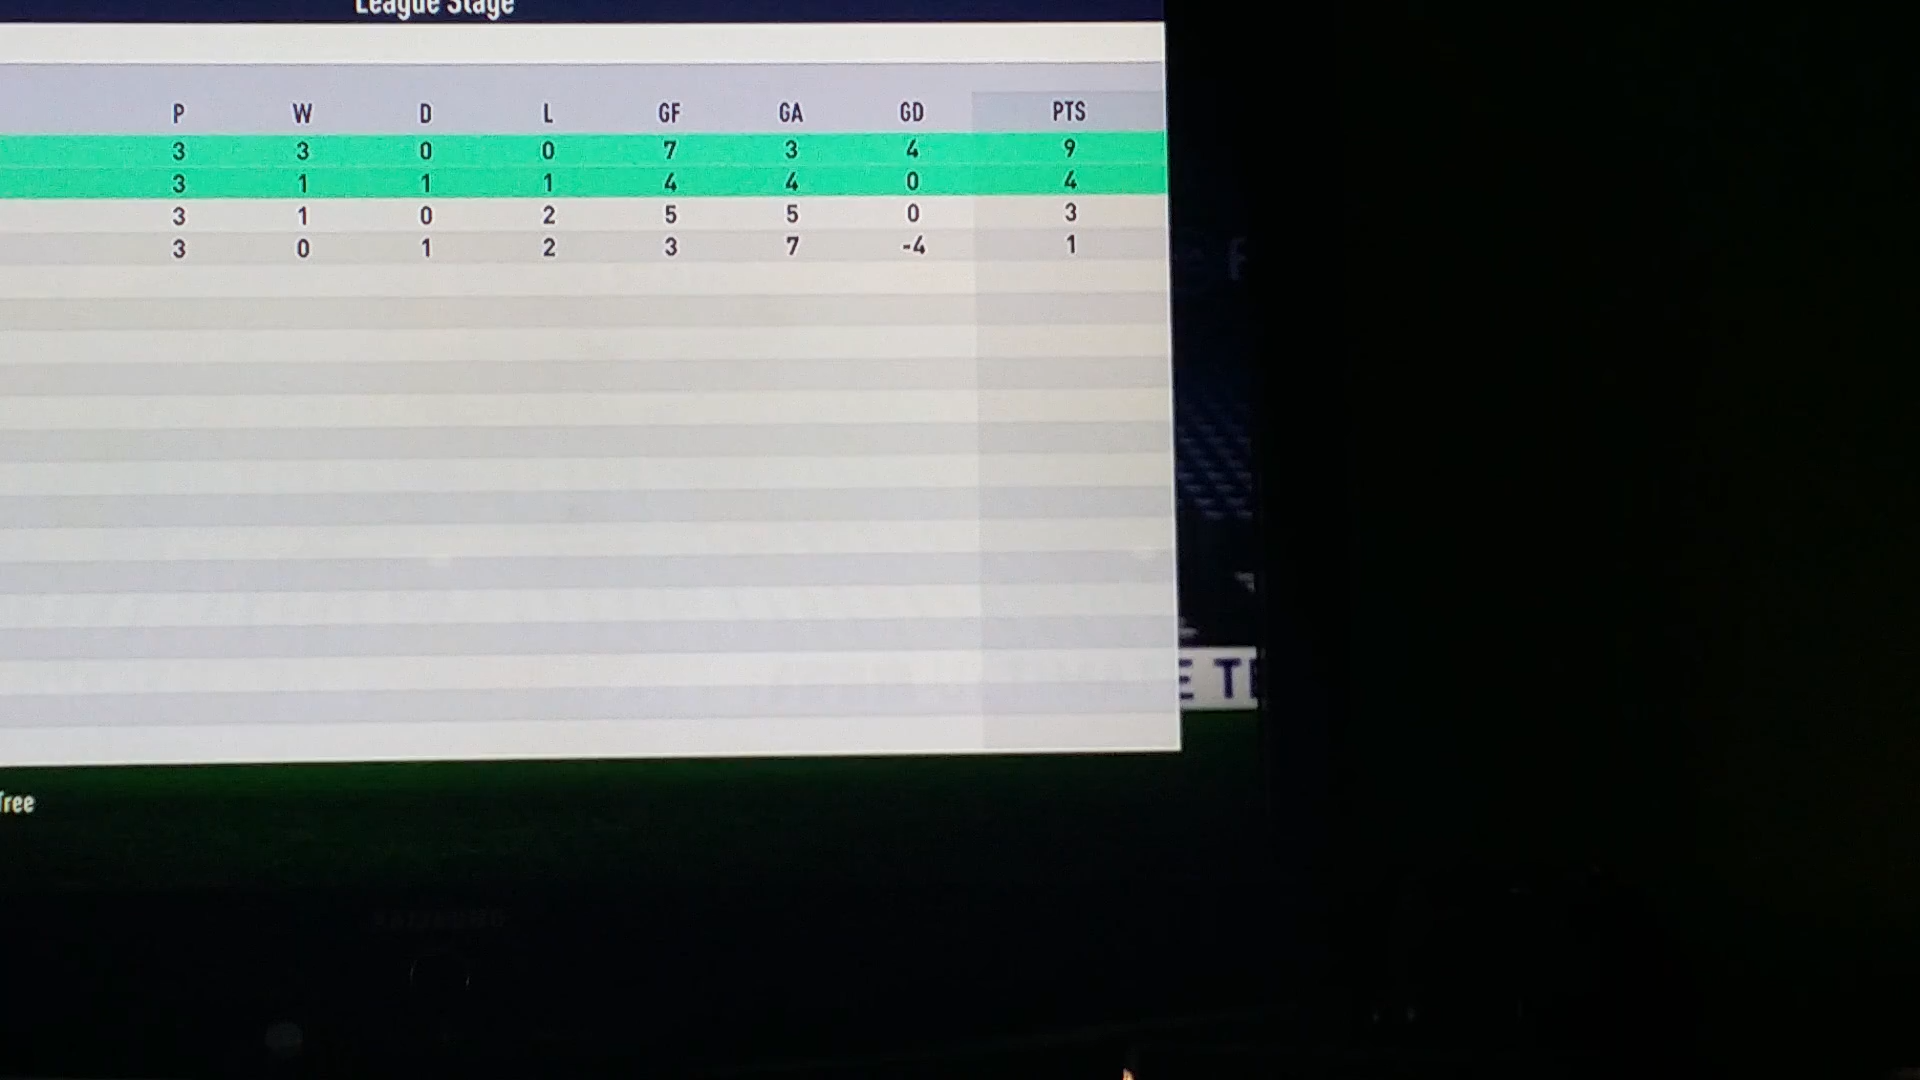 League Stage
P W D L GF GA GD PTS
3 3 0 0 7 3 4 9
3 1 1 1 4 4 0 4
3 1 0 2 5 5 0 3
3 0 1 2 3 7 -4 1
E TE
Tree
SAMSUNG